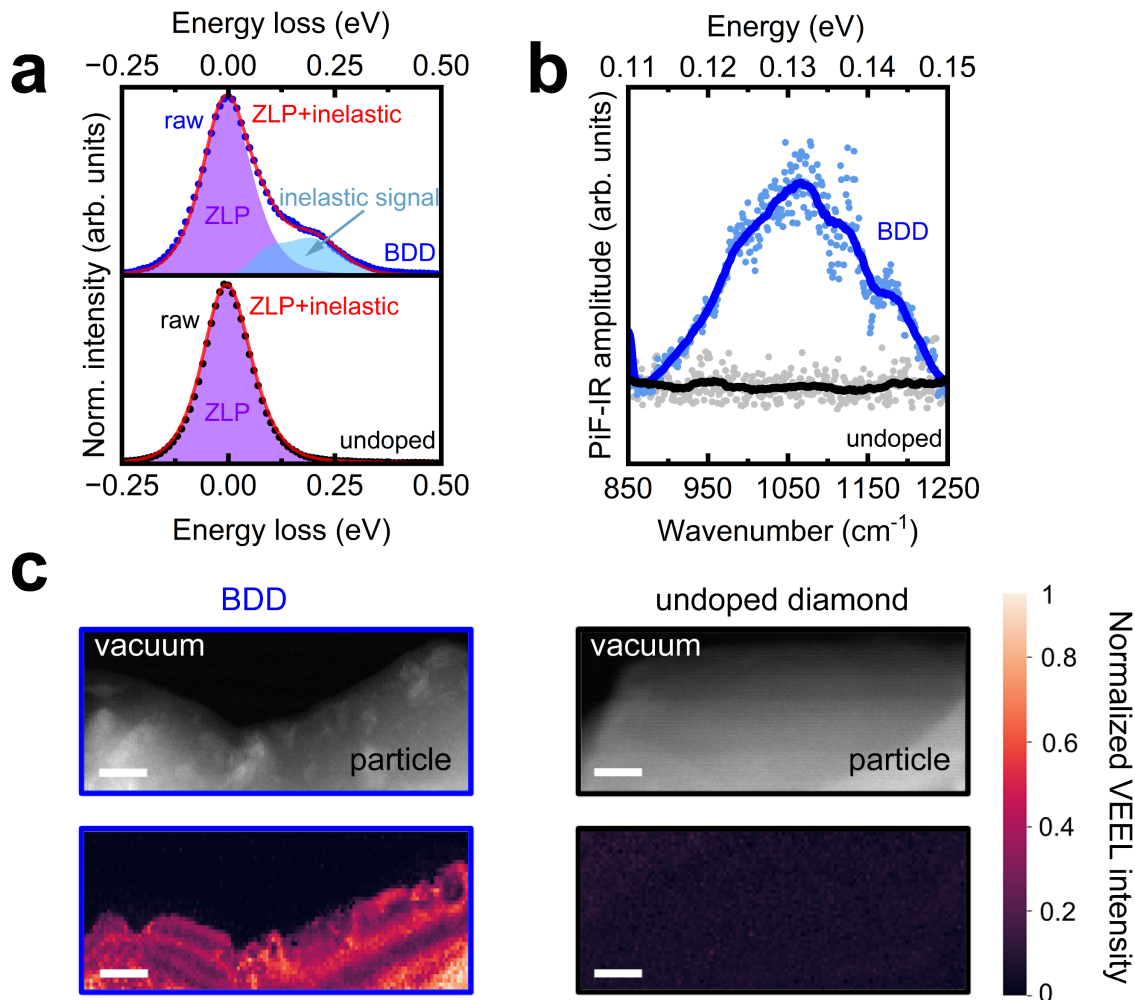 a
Energy loss (eV)
−0.25 0.00 0.25 0.50
Norm. intensity (arb. units)
raw
ZLP+inelastic
ZLP
inelastic signal
BDD
raw
ZLP+inelastic
ZLP
undoped
−0.25 0.00 0.25 0.50
Energy loss (eV)
b
Energy (eV)
0.11 0.12 0.13 0.14 0.15
PiF-IR amplitude (arb. units)
BDD
undoped
850 950 1050 1150 1250
Wavenumber (cm⁻¹)
c
BDD
vacuum
particle
undoped diamond
vacuum
particle
1
0.8
0.6
0.4
0.2
0
Normalized VEEL intensity